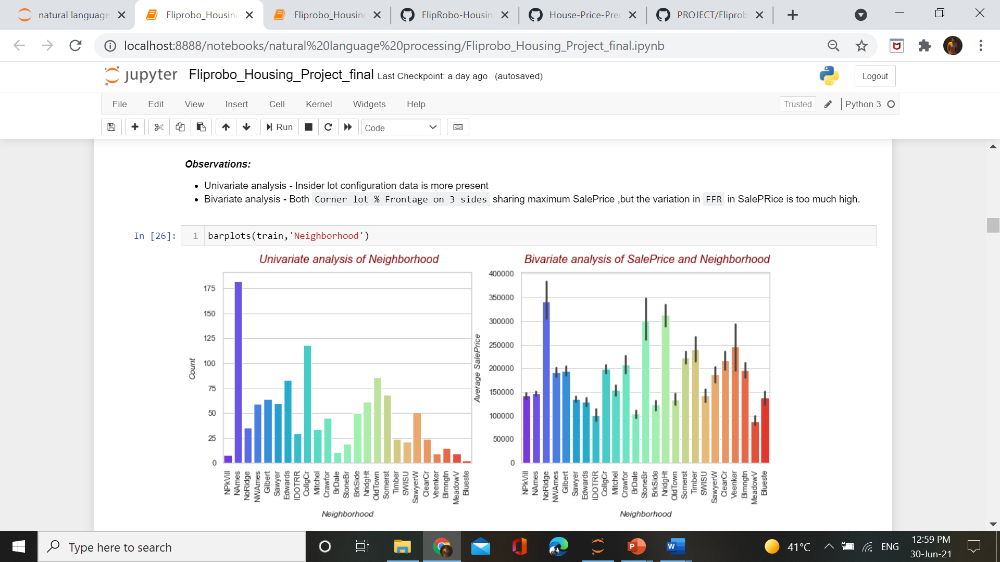 natural language
Fliprobo_Housing
Fliprobo_Housing
FlipRobo-Housin
House-Price-Pred
PROJECT/Fliprob
localhost:8888/notebooks/natural%20language%20processing/Fliprobo_Housing_Project_final.ipynb
jupyter Fliprobo_Housing_Project_final Last Checkpoint: a day ago (autosaved)
Logout
File Edit View Insert Cell Kernel Widgets Help
Trusted
Python 3
Run
Code
Observations:
• Univariate analysis - Insider lot configuration data is more present
• Bivariate analysis - Both Corner lot % Frontage on 3 sides sharing maximum SalePrice ,but the variation in FFR in SalePRice is too much high.
In [26]: 1 barplots(train,'Neighborhood')
Univariate analysis of Neighborhood
175
150
125
100
75
50
25
0
Count
NPkVill NAmes NoRidge NWAmes Gilbert Sawyer Edwards IDOTRR CollgCr Mitchel Crawfor BrDale StoneBr BrkSide NridgHt OldTown Somerst Timber SWISU SawyerW ClearCr Veenker Blmngtn MeadowV Blueste
Neighborhood
Bivariate analysis of SalePrice and Neighborhood
400000
350000
300000
250000
200000
150000
100000
50000
0
Average SalePrice
NPkVill NAmes NoRidge NWAmes Gilbert Sawyer Edwards IDOTRR CollgCr Mitchel Crawfor BrDale StoneBr BrkSide NridgHt OldTown Somerst Timber SWISU SawyerW ClearCr Veenker Blmngtn MeadowV Blueste
Neighborhood
Type here to search
41°C
ENG
12:59 PM
30-Jun-21